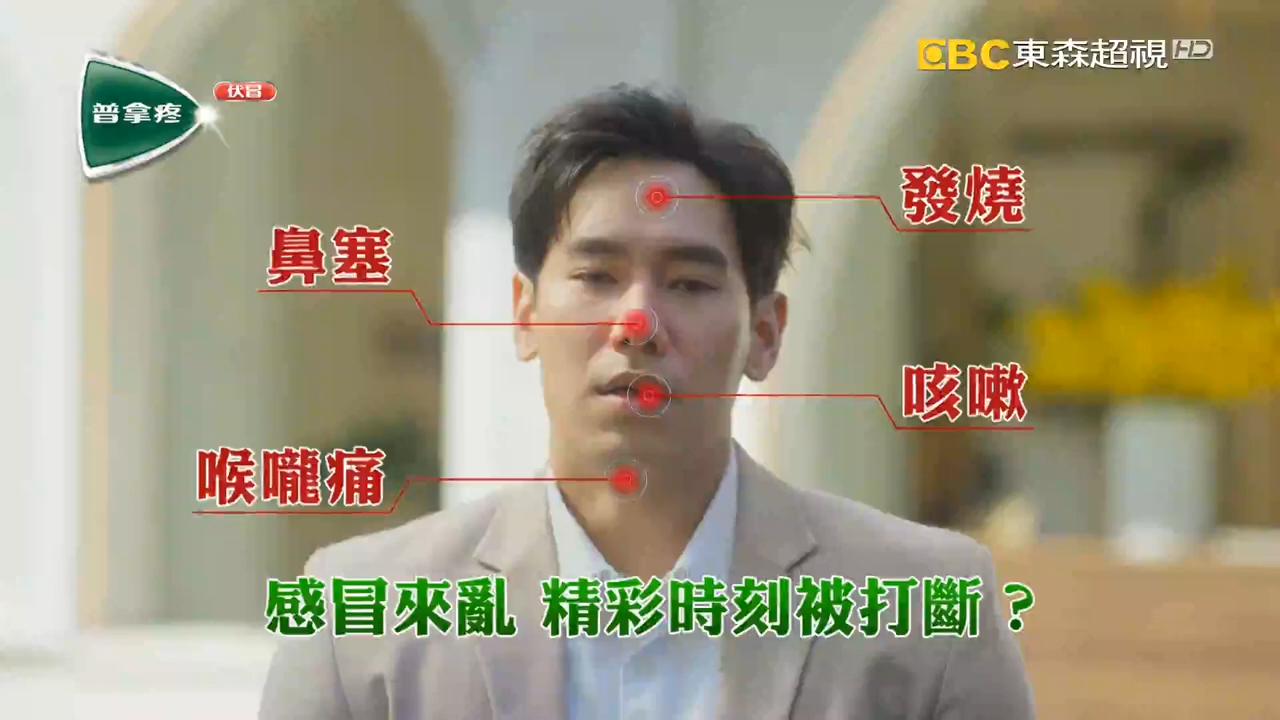 EBC東森超視HD
普拿疼
伏冒
發燒
鼻塞
咳嗽
喉嚨痛
感冒來亂 精彩時刻被打斷？